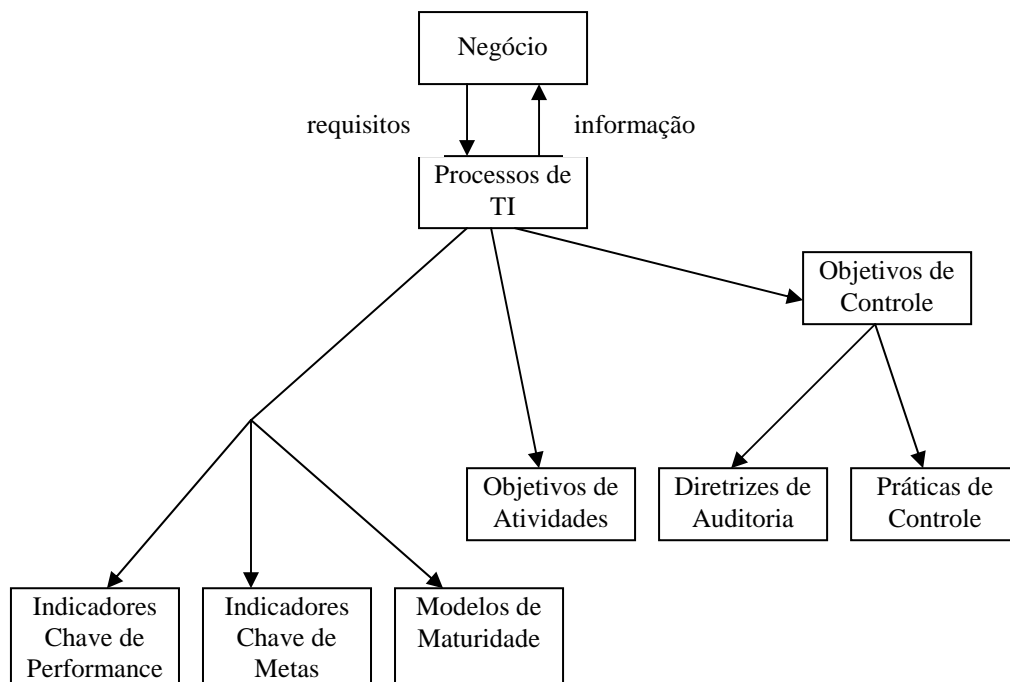 Negócio
requisitos
informação
Processos de
TI
Objetivos de
Controle
Objetivos de
Atividades
Diretrizes de
Auditoria
Práticas de
Controle
Indicadores
Chave de
Performance
Indicadores
Chave de
Metas
Modelos de
Maturidade